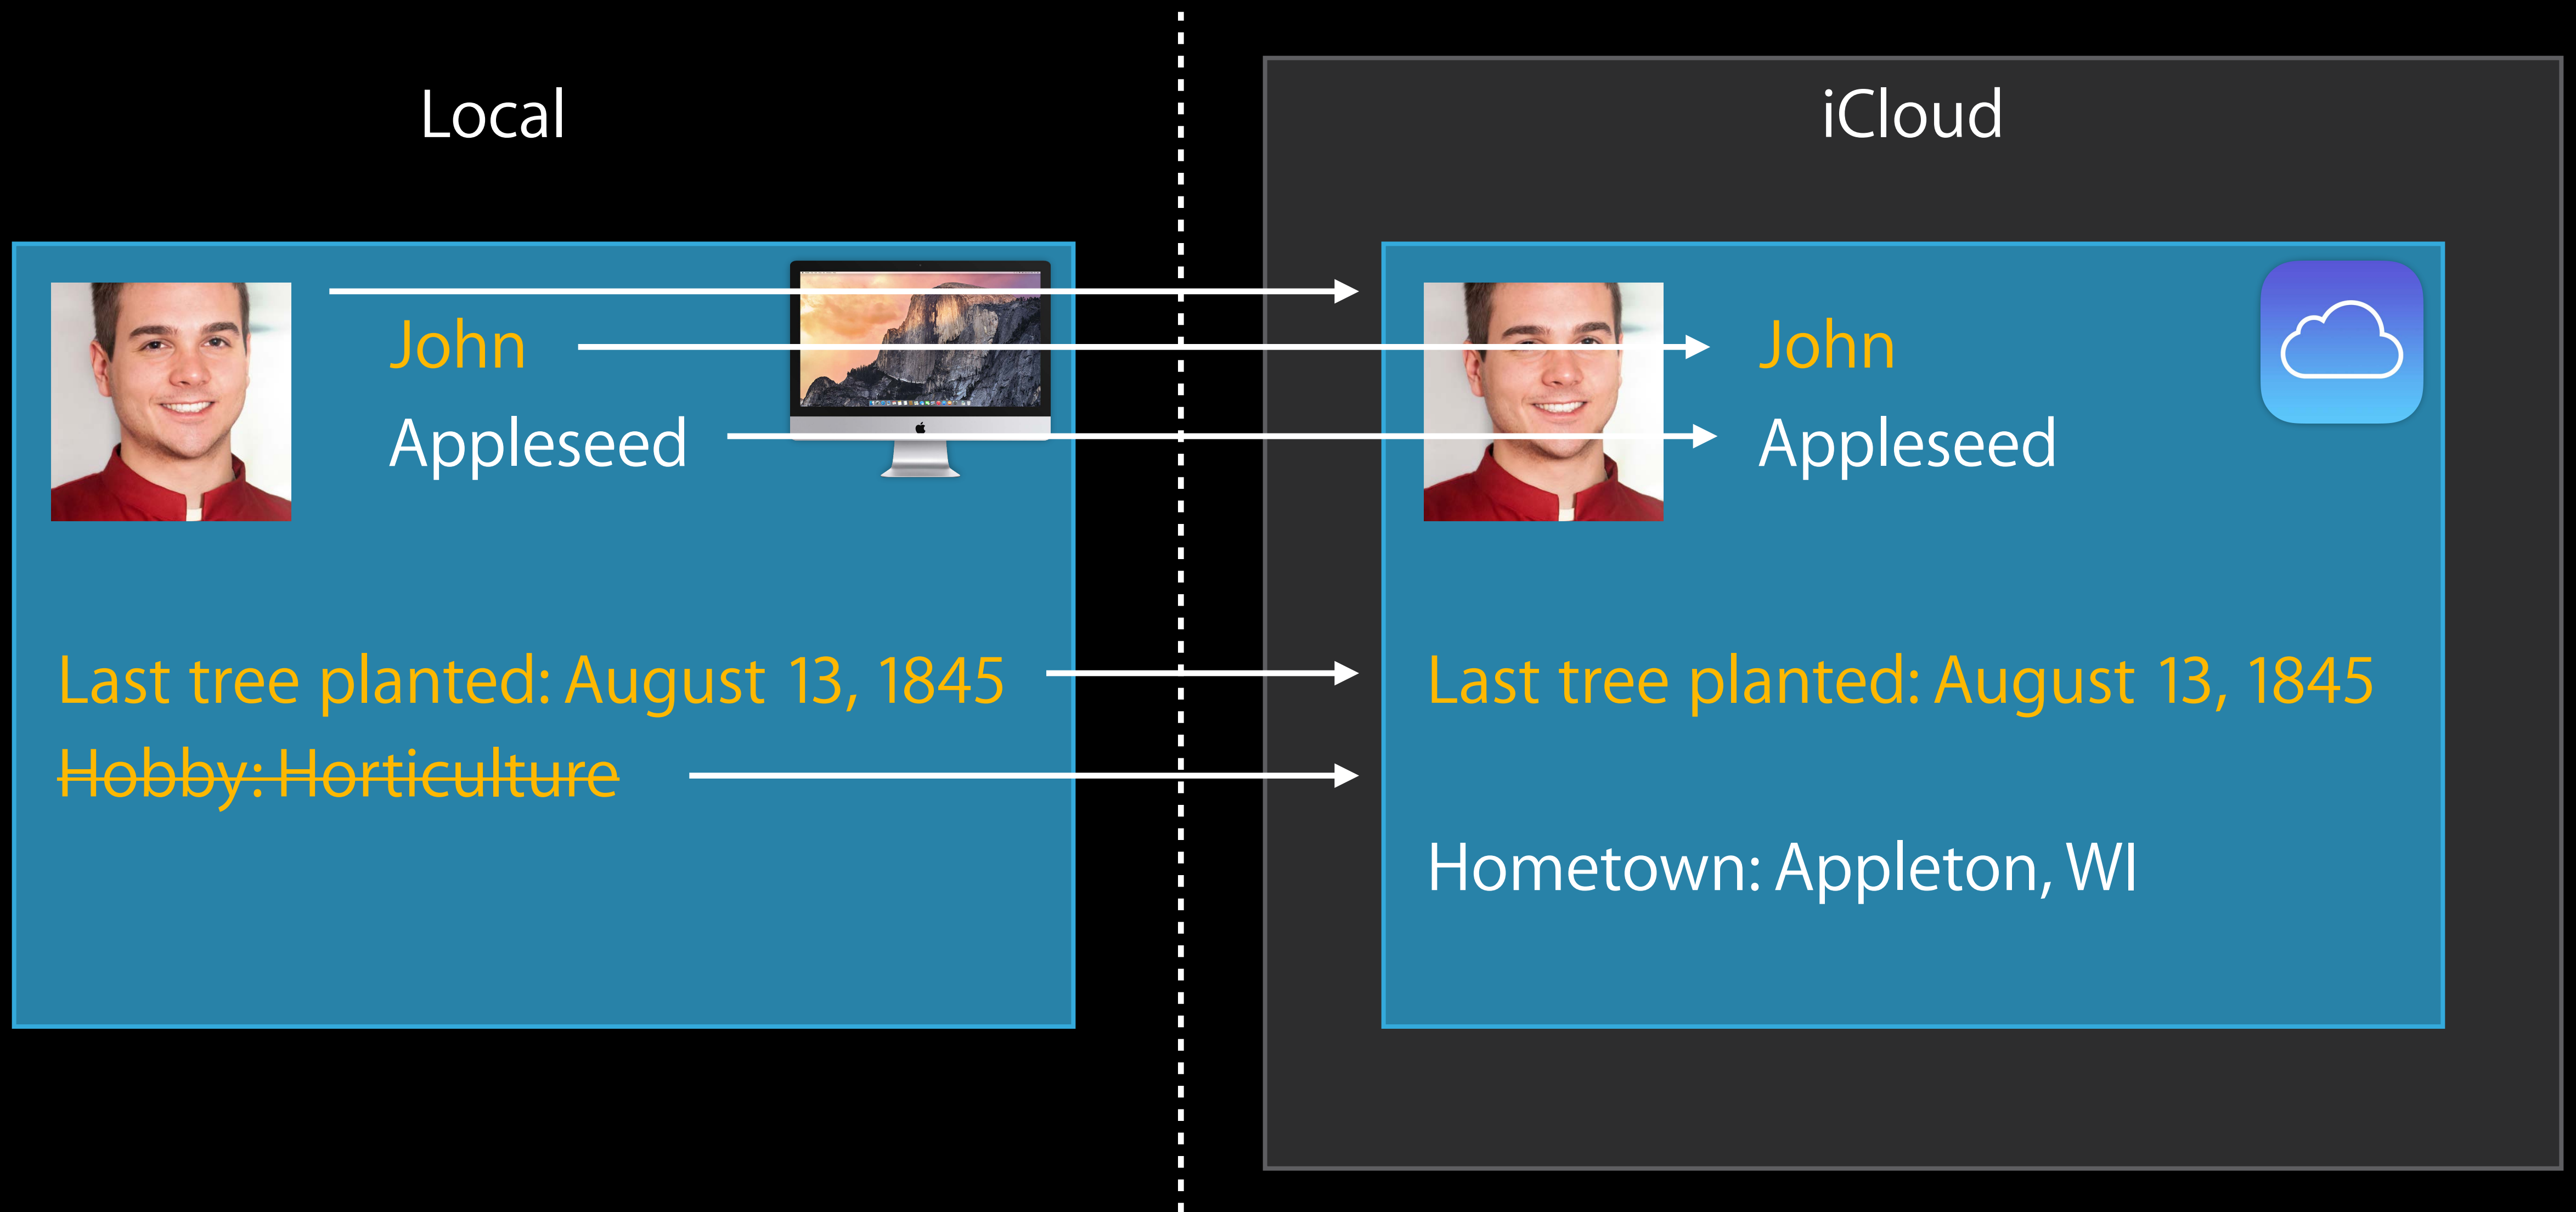 Local
John
Appleseed
Last tree planted: August 13, 1845
Hobby: Horticulture
iCloud
John
Appleseed
Last tree planted: August 13, 1845
Hometown: Appleton, WI